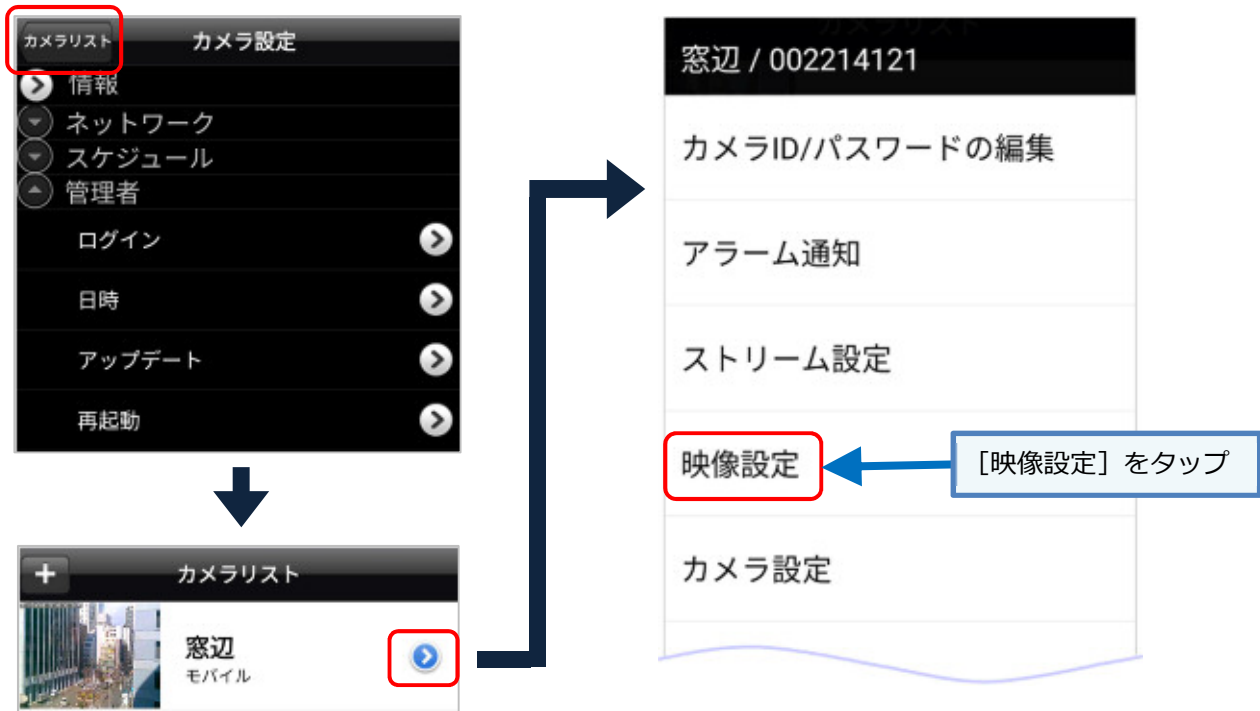 カメラリスト
カメラ設定
情報
ネットワーク
スケジュール
管理者
ログイン
日時
アップデート
再起動
カメラリスト
窓辺
モバイル
窓辺 / 002214121
カメラID/パスワードの編集
アラーム通知
ストリーム設定
映像設定
［映像設定］をタップ
カメラ設定